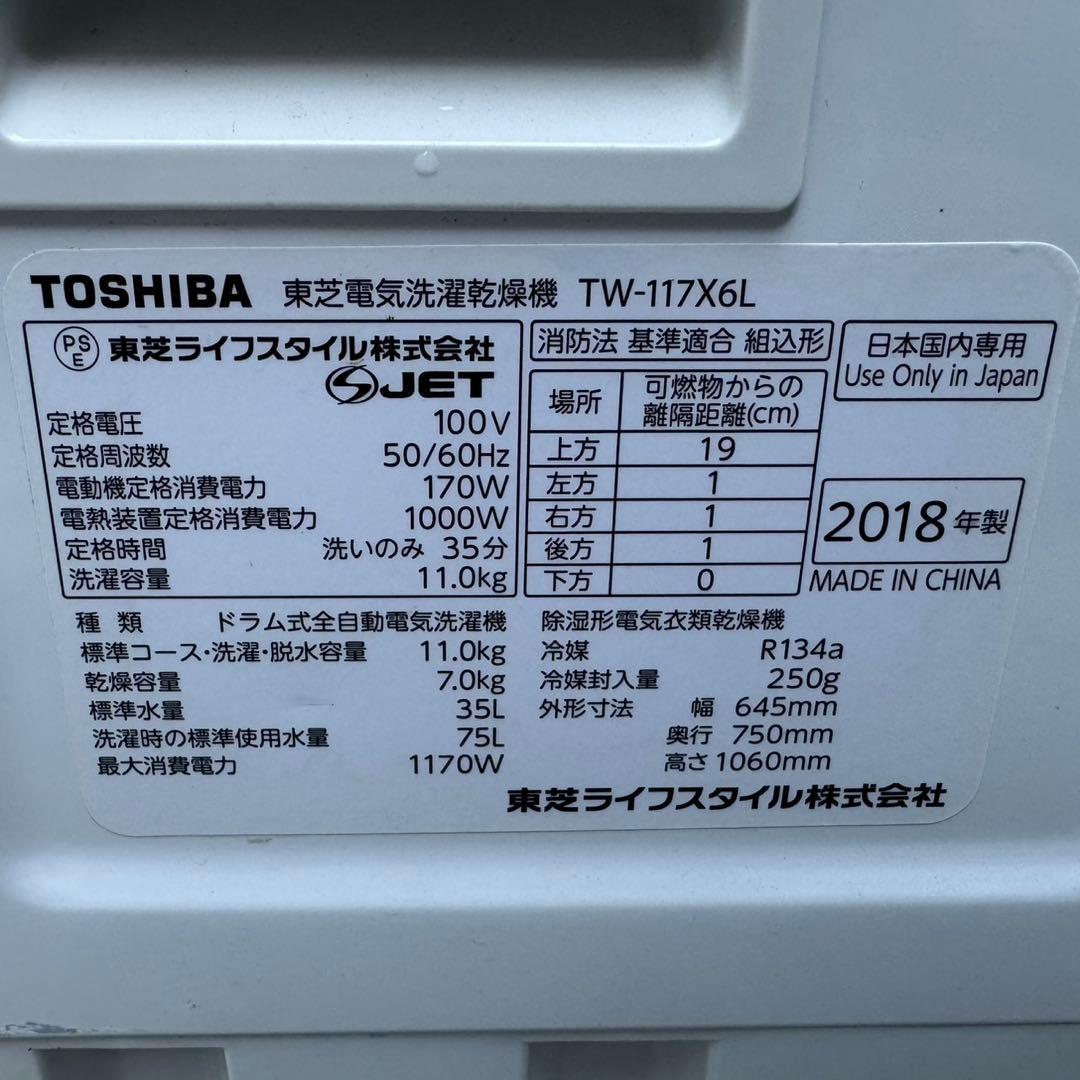 TOSHIBA 東芝電気洗濯乾燥機 TW-117X6L
PS
E
東芝ライフスタイル株式会社
S JET
定格電圧 100V
定格周波数 50/60Hz
電動機定格消費電力 170W
電熱装置定格消費電力 1000W
定格時間 洗いのみ 35分
洗濯容量 11.0kg
消防法 基準適合 組込形
場所 可燃物からの
離隔距離(cm)
上方 19
左方 1
右方 1
後方 1
下方 0
日本国内専用
Use Only in Japan
2018年製
MADE IN CHINA
種 類 ドラム式全自動電気洗濯機
標準コース・洗濯・脱水容量 11.0kg
乾燥容量 7.0kg
標準水量 35L
洗濯時の標準使用水量 75L
最大消費電力 1170W
除湿形電気衣類乾燥機
冷媒 R134a
冷媒封入量 250g
外形寸法 幅 645mm
奥行 750mm
高さ 1060mm
東芝ライフスタイル株式会社